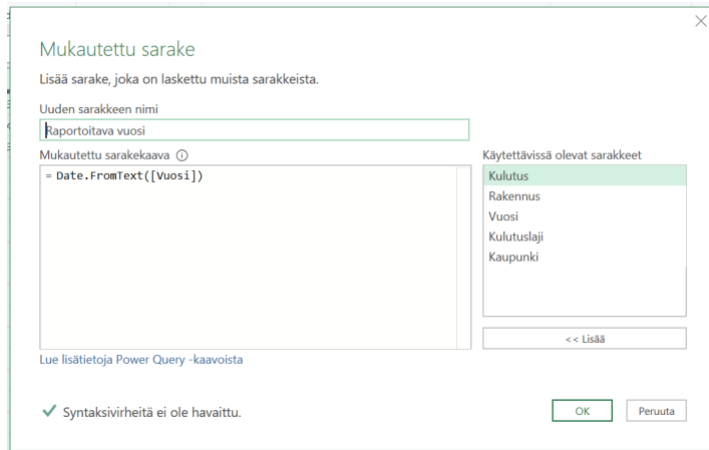 Mukautettu sarake
Lisää sarake, joka on laskettu muista sarakkeista.
Uuden sarakkeen nimi
Raportoitava vuosi
Mukautettu sarakekaava
= Date.FromText([Vuosi])
Käytettävissä olevat sarakkeet
Kulutus
Rakennus
Vuosi
Kulutuslaji
Kaupunki
<< Lisää
Lue lisätietoja Power Query -kaavoista
Syntaksivirheitä ei ole havaittu.
OK
Peruuta